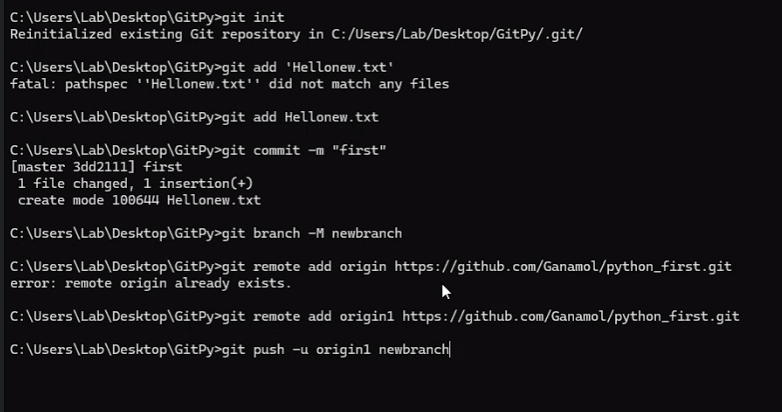 C:\Users\Lab\Desktop\GitPy>git init
Reinitialized existing Git repository in C:/Users/Lab/Desktop/GitPy/.git/
C:\Users\Lab\Desktop\GitPy>git add 'Hellonew.txt'
fatal: pathspec ''Hellonew.txt'' did not match any files
C:\Users\Lab\Desktop\GitPy>git add Hellonew.txt
C:\Users\Lab\Desktop\GitPy>git commit -m "first"
[master 3dd2111] first
1 file changed, 1 insertion(+)
create mode 100644 Hellonew.txt
C:\Users\Lab\Desktop\GitPy>git branch -M newbranch
C:\Users\Lab\Desktop\GitPy>git remote add origin https://github.com/Ganamol/python_first.git
error: remote origin already exists.
C:\Users\Lab\Desktop\GitPy>git remote add origin1 https://github.com/Ganamol/python_first.git
C:\Users\Lab\Desktop\GitPy>git push -u origin1 newbranch